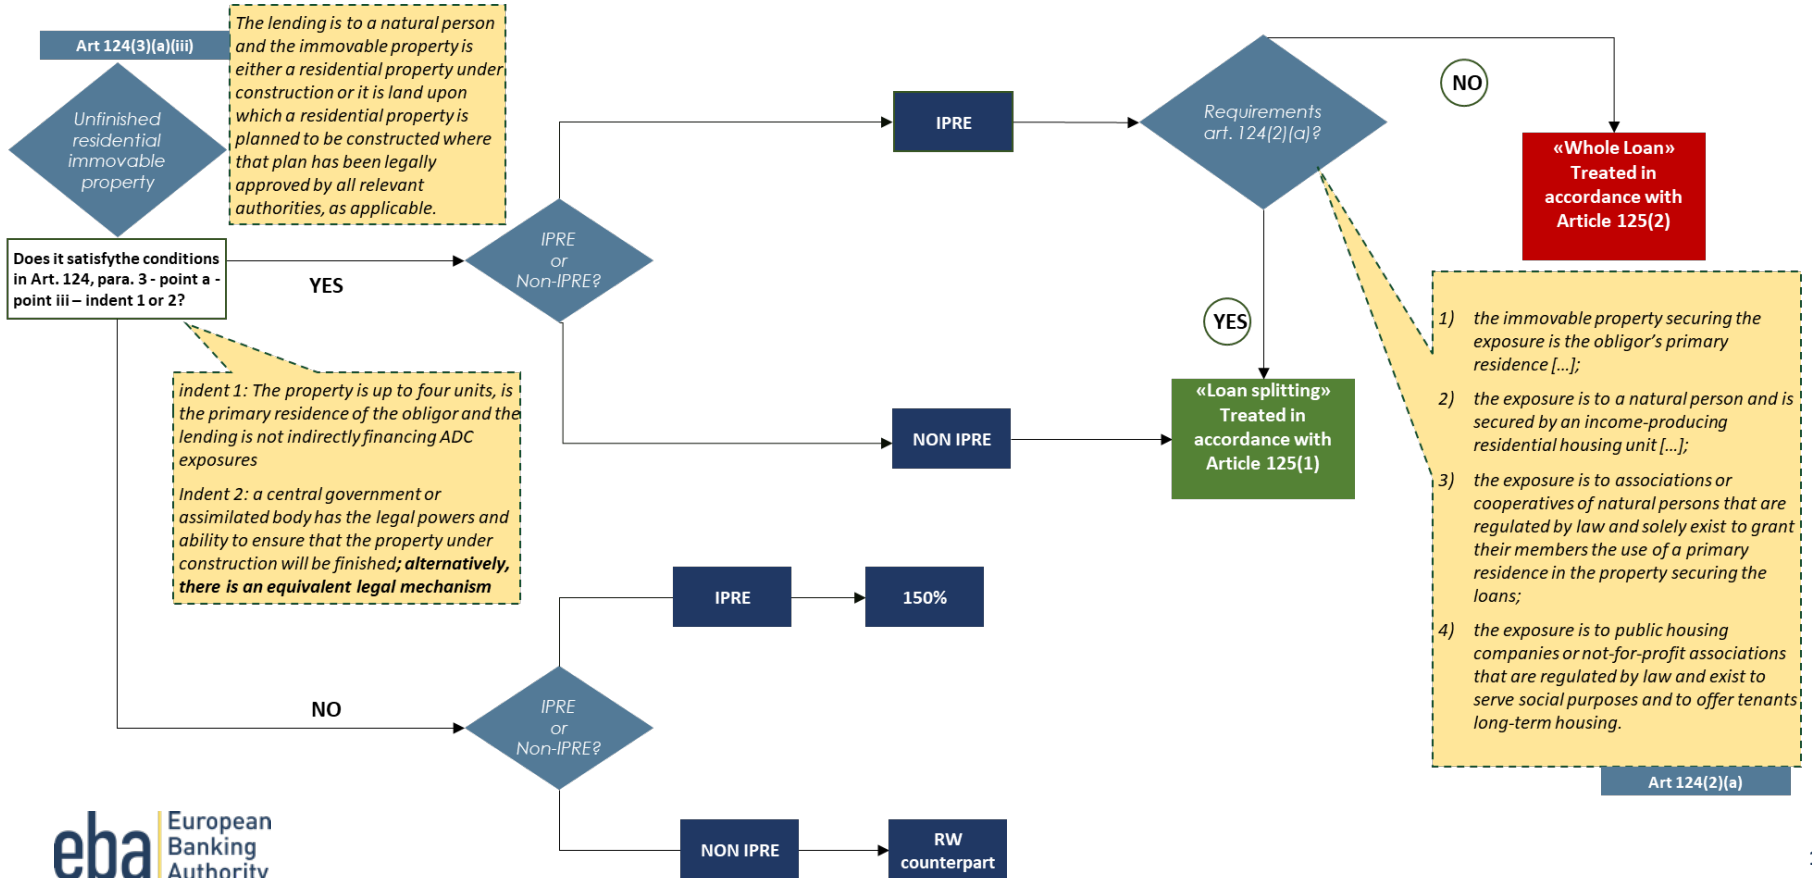 Art 124(3)(a)(iii)
Unfinished
residential
immovable
property
The lending is to a natural person
and the immovable property is
either a residential property under
construction or it is land upon
which a residential property is
planned to be constructed where
that plan has been legally
approved by all relevant
authorities, as applicable.
Does it satisfythe conditions
in Art. 124, para. 3 - point a -
point iii – indent 1 or 2?
YES
indent 1: The property is up to four units, is
the primary residence of the obligor and the
lending is not indirectly financing ADC
exposures
Indent 2: a central government or
assimilated body has the legal powers and
ability to ensure that the property under
construction will be finished; alternatively,
there is an equivalent legal mechanism
NO
IPRE
or
Non-IPRE?
IPRE
NON IPRE
Requirements
art. 124(2)(a)?
NO
«Whole Loan»
Treated in
accordance with
Article 125(2)
YES
«Loan splitting»
Treated in
accordance with
Article 125(1)
1) the immovable property securing the
exposure is the obligor’s primary
residence […];
2) the exposure is to a natural person and is
secured by an income-producing
residential housing unit […];
3) the exposure is to associations or
cooperatives of natural persons that are
regulated by law and solely exist to grant
their members the use of a primary
residence in the property securing the
loans;
4) the exposure is to public housing
companies or not-for-profit associations
that are regulated by law and exist to
serve social purposes and to offer tenants
long-term housing.
Art 124(2)(a)
IPRE
or
Non-IPRE?
IPRE
150%
NON IPRE
RW
counterpart
eba
European
Banking
Authority